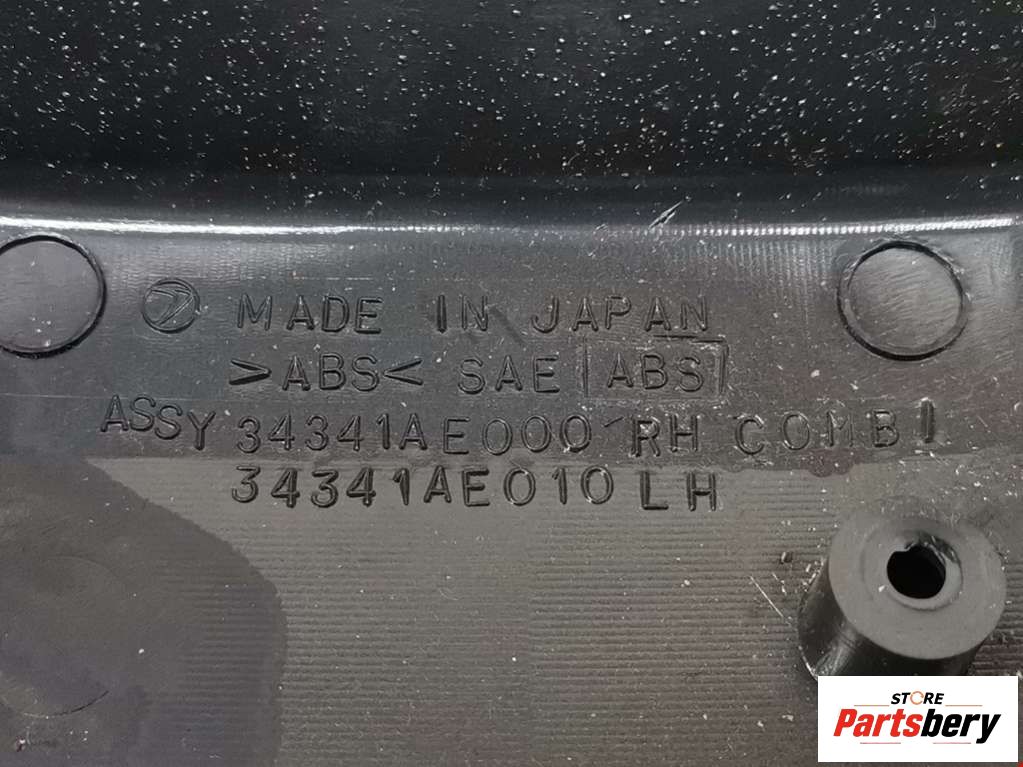 MADE IN JAPAN
>ABS< SAE ABS
ASSY 34341AE000 RH COMBI
34341AE010 LH
STORE
Partsbery